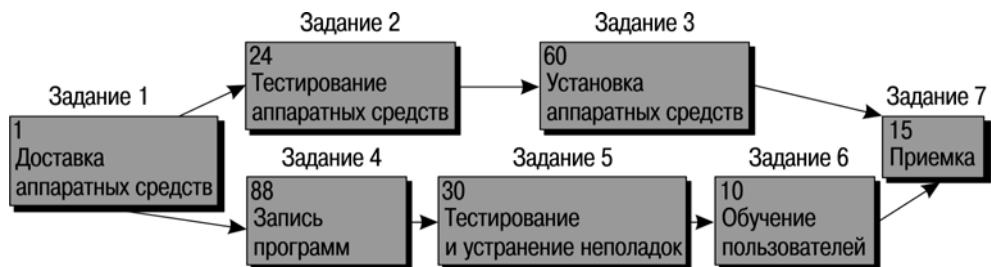 Задание 1
1
Доставка
аппаратных средств
Задание 2
24
Тестирование
аппаратных средств
Задание 3
60
Установка
аппаратных средств
Задание 4
88
Запись
программ
Задание 5
30
Тестирование
и устранение неполадок
Задание 6
10
Обучение
пользователей
Задание 7
15
Приемка